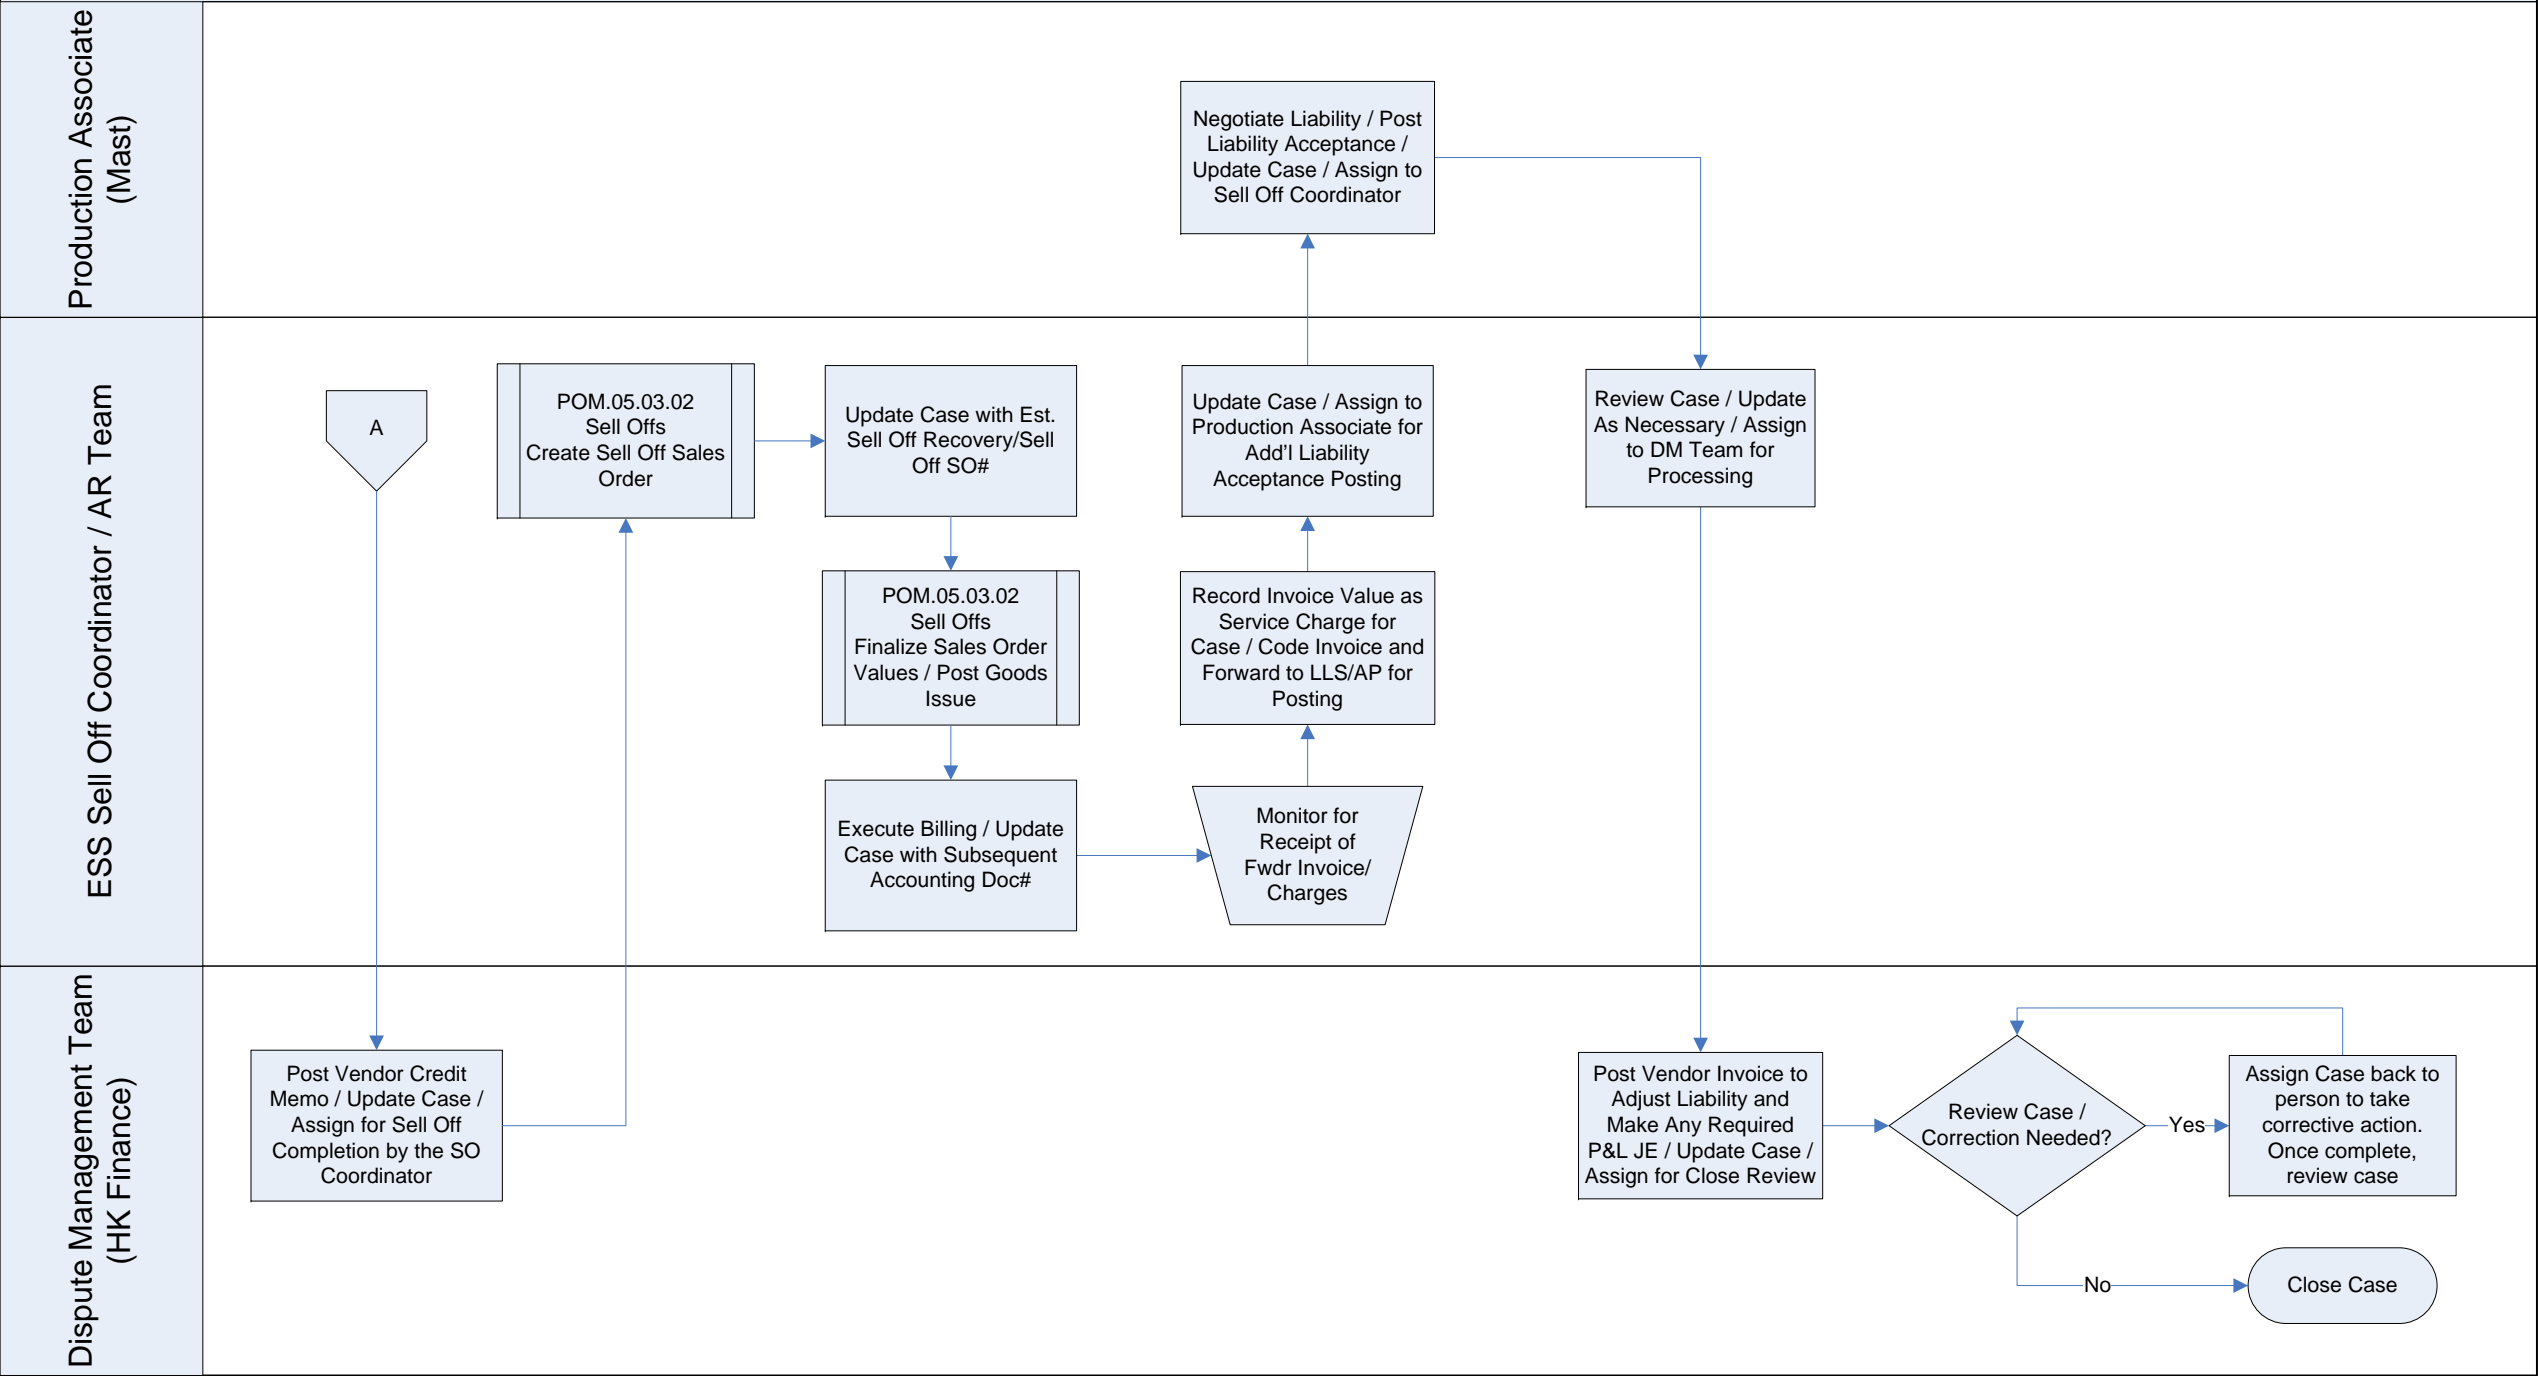 Production Associate
(Mast)
Negotiate Liability / Post
Liability Acceptance /
Update Case / Assign to
Sell Off Coordinator
ESS Sell Off Coordinator / AR Team
A
POM.05.03.02
Sell Offs
Create Sell Off Sales
Order
Update Case with Est.
Sell Off Recovery/Sell
Off SO#
POM.05.03.02
Sell Offs
Finalize Sales Order
Values / Post Goods
Issue
Execute Billing / Update
Case with Subsequent
Accounting Doc#
Monitor for
Receipt of
Fwdr Invoice/
Charges
Record Invoice Value as
Service Charge for
Case / Code Invoice and
Forward to LLS/AP for
Posting
Update Case / Assign to
Production Associate for
Add’l Liability
Acceptance Posting
Review Case / Update
As Necessary / Assign
to DM Team for
Processing
Dispute Management Team
(HK Finance)
Post Vendor Credit
Memo / Update Case /
Assign for Sell Off
Completion by the SO
Coordinator
Post Vendor Invoice to
Adjust Liability and
Make Any Required
P&L JE / Update Case /
Assign for Close Review
Review Case /
Correction Needed?
Yes
Assign Case back to
person to take
corrective action.
Once complete,
review case
No
Close Case